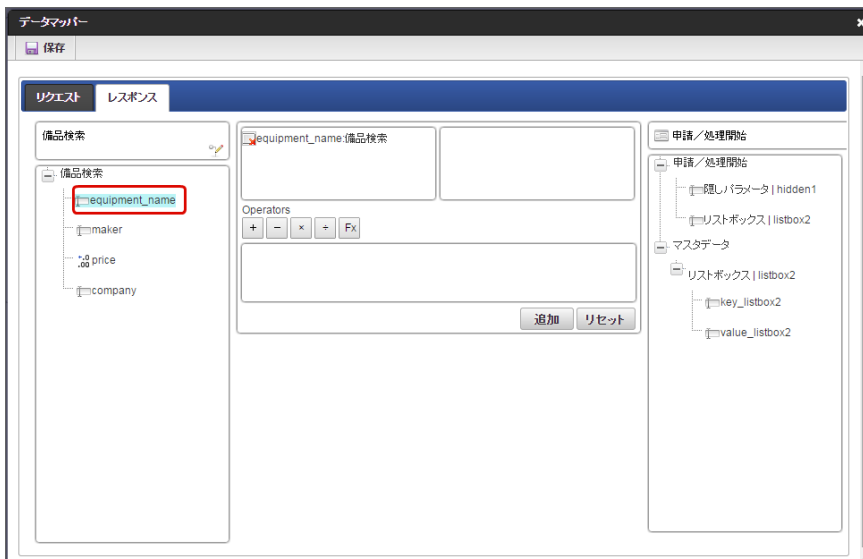 データマッパー
保存
リクエスト レスポンス
備品検索
備品検索
equipment_name
maker
price
company
equipment_name:備品検索
Operators
+ − × ÷ Fx
追加 リセット
申請／処理開始
申請／処理開始
隠しパラメータ | hidden1
リストボックス | listbox2
マスタデータ
リストボックス | listbox2
key_listbox2
value_listbox2